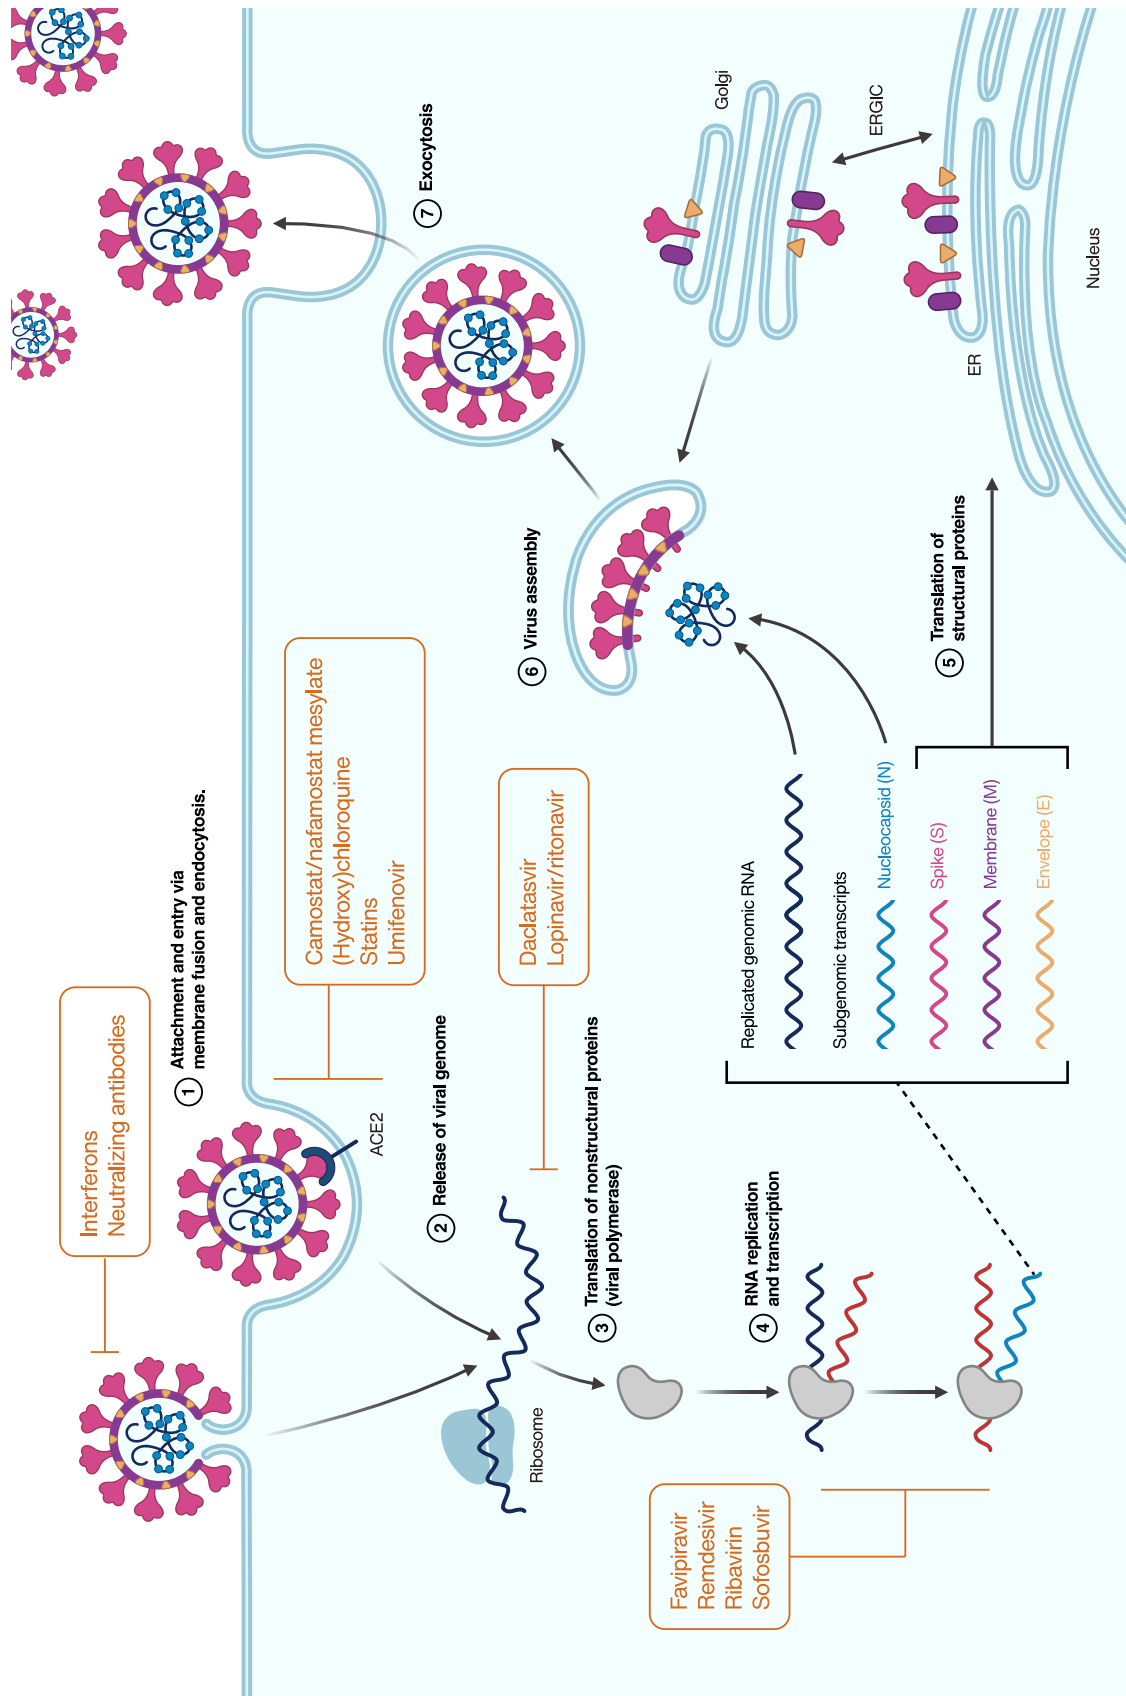 Interferons
Neutralizing antibodies
1
Attachment and entry via
membrane fusion and endocytosis.
Camostat/nafamostat mesylate
(Hydroxy)chloroquine
Statins
Umifenovir
ACE2
2
Release of viral genome
Daclatasvir
Lopinavir/ritonavir
Ribosome
3
Translation of nonstructural proteins
(viral polymerase)
Favipiravir
Remdesivir
Ribavirin
Sofosbuvir
4
RNA replication
and transcription
Replicated genomic RNA
Subgenomic transcripts
Nucleocapsid (N)
Spike (S)
Membrane (M)
Envelope (E)
5
Translation of
structural proteins
6
Virus assembly
7
Exocytosis
Golgi
ERGIC
ER
Nucleus